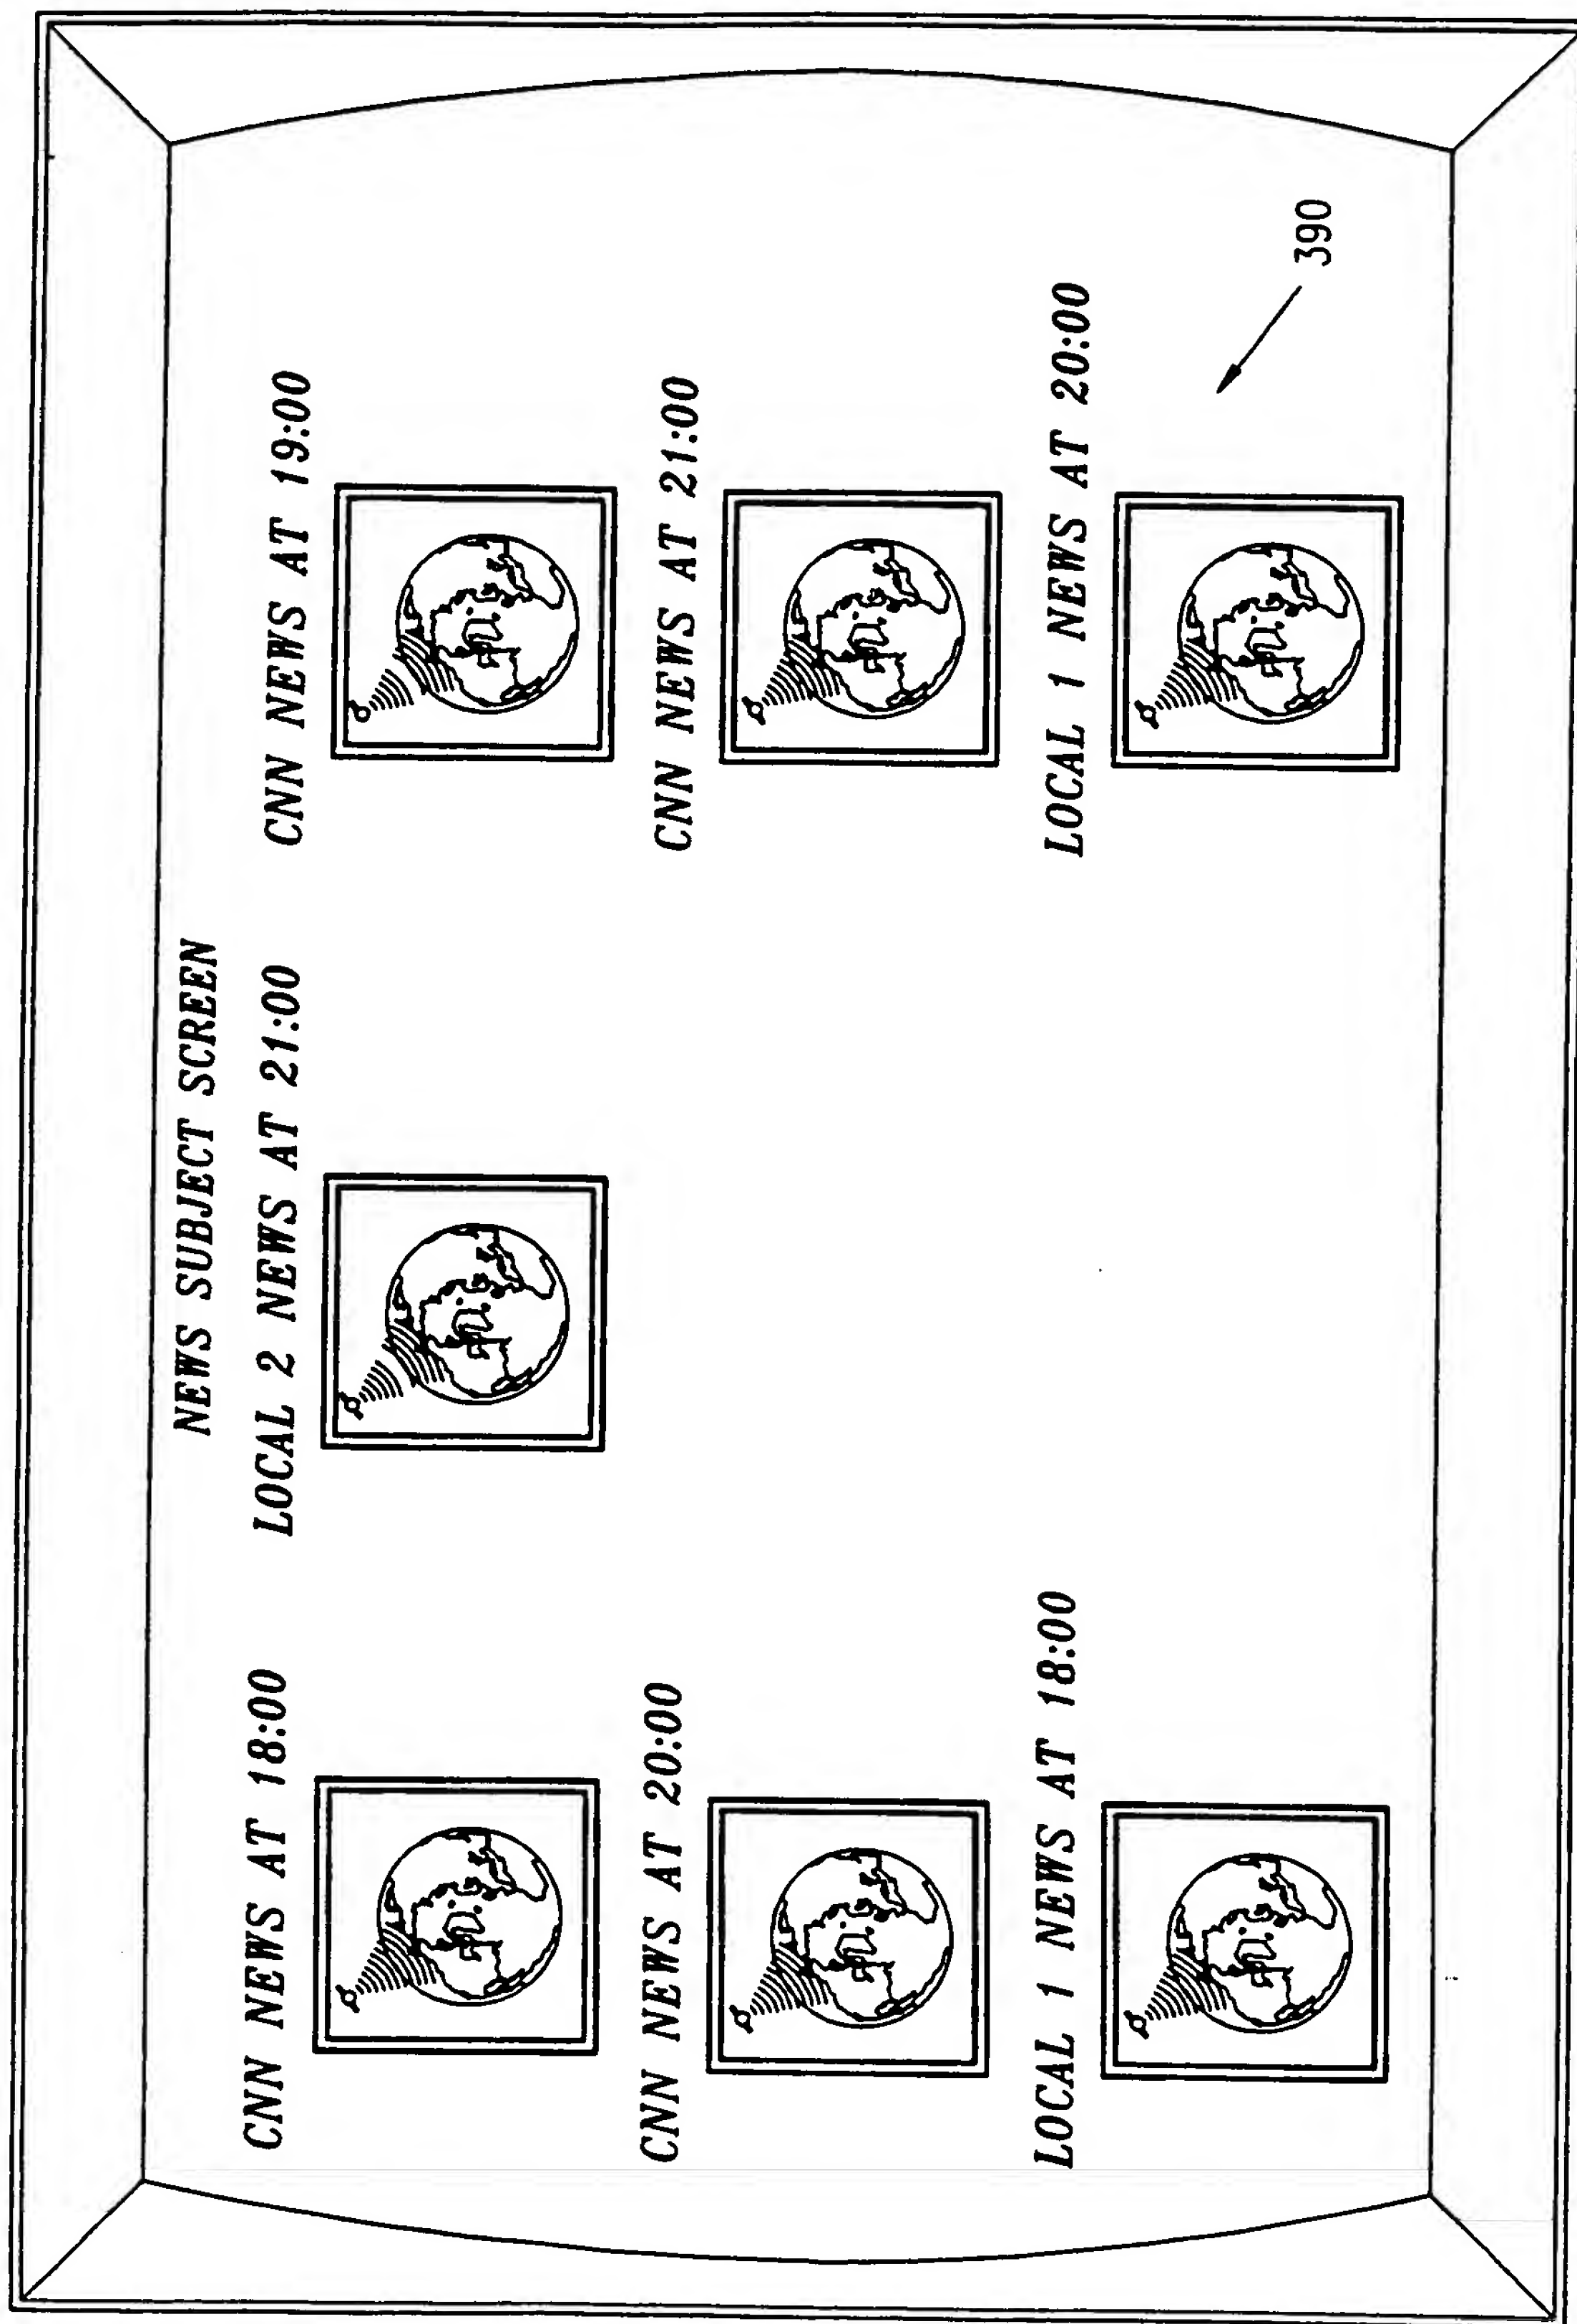 NEWS SUBJECT SCREEN
CNN NEWS AT 18:00
LOCAL 2 NEWS AT 21:00
CNN NEWS AT 19:00
CNN NEWS AT 20:00
CNN NEWS AT 21:00
LOCAL 1 NEWS AT 18:00
LOCAL 1 NEWS AT 20:00
390